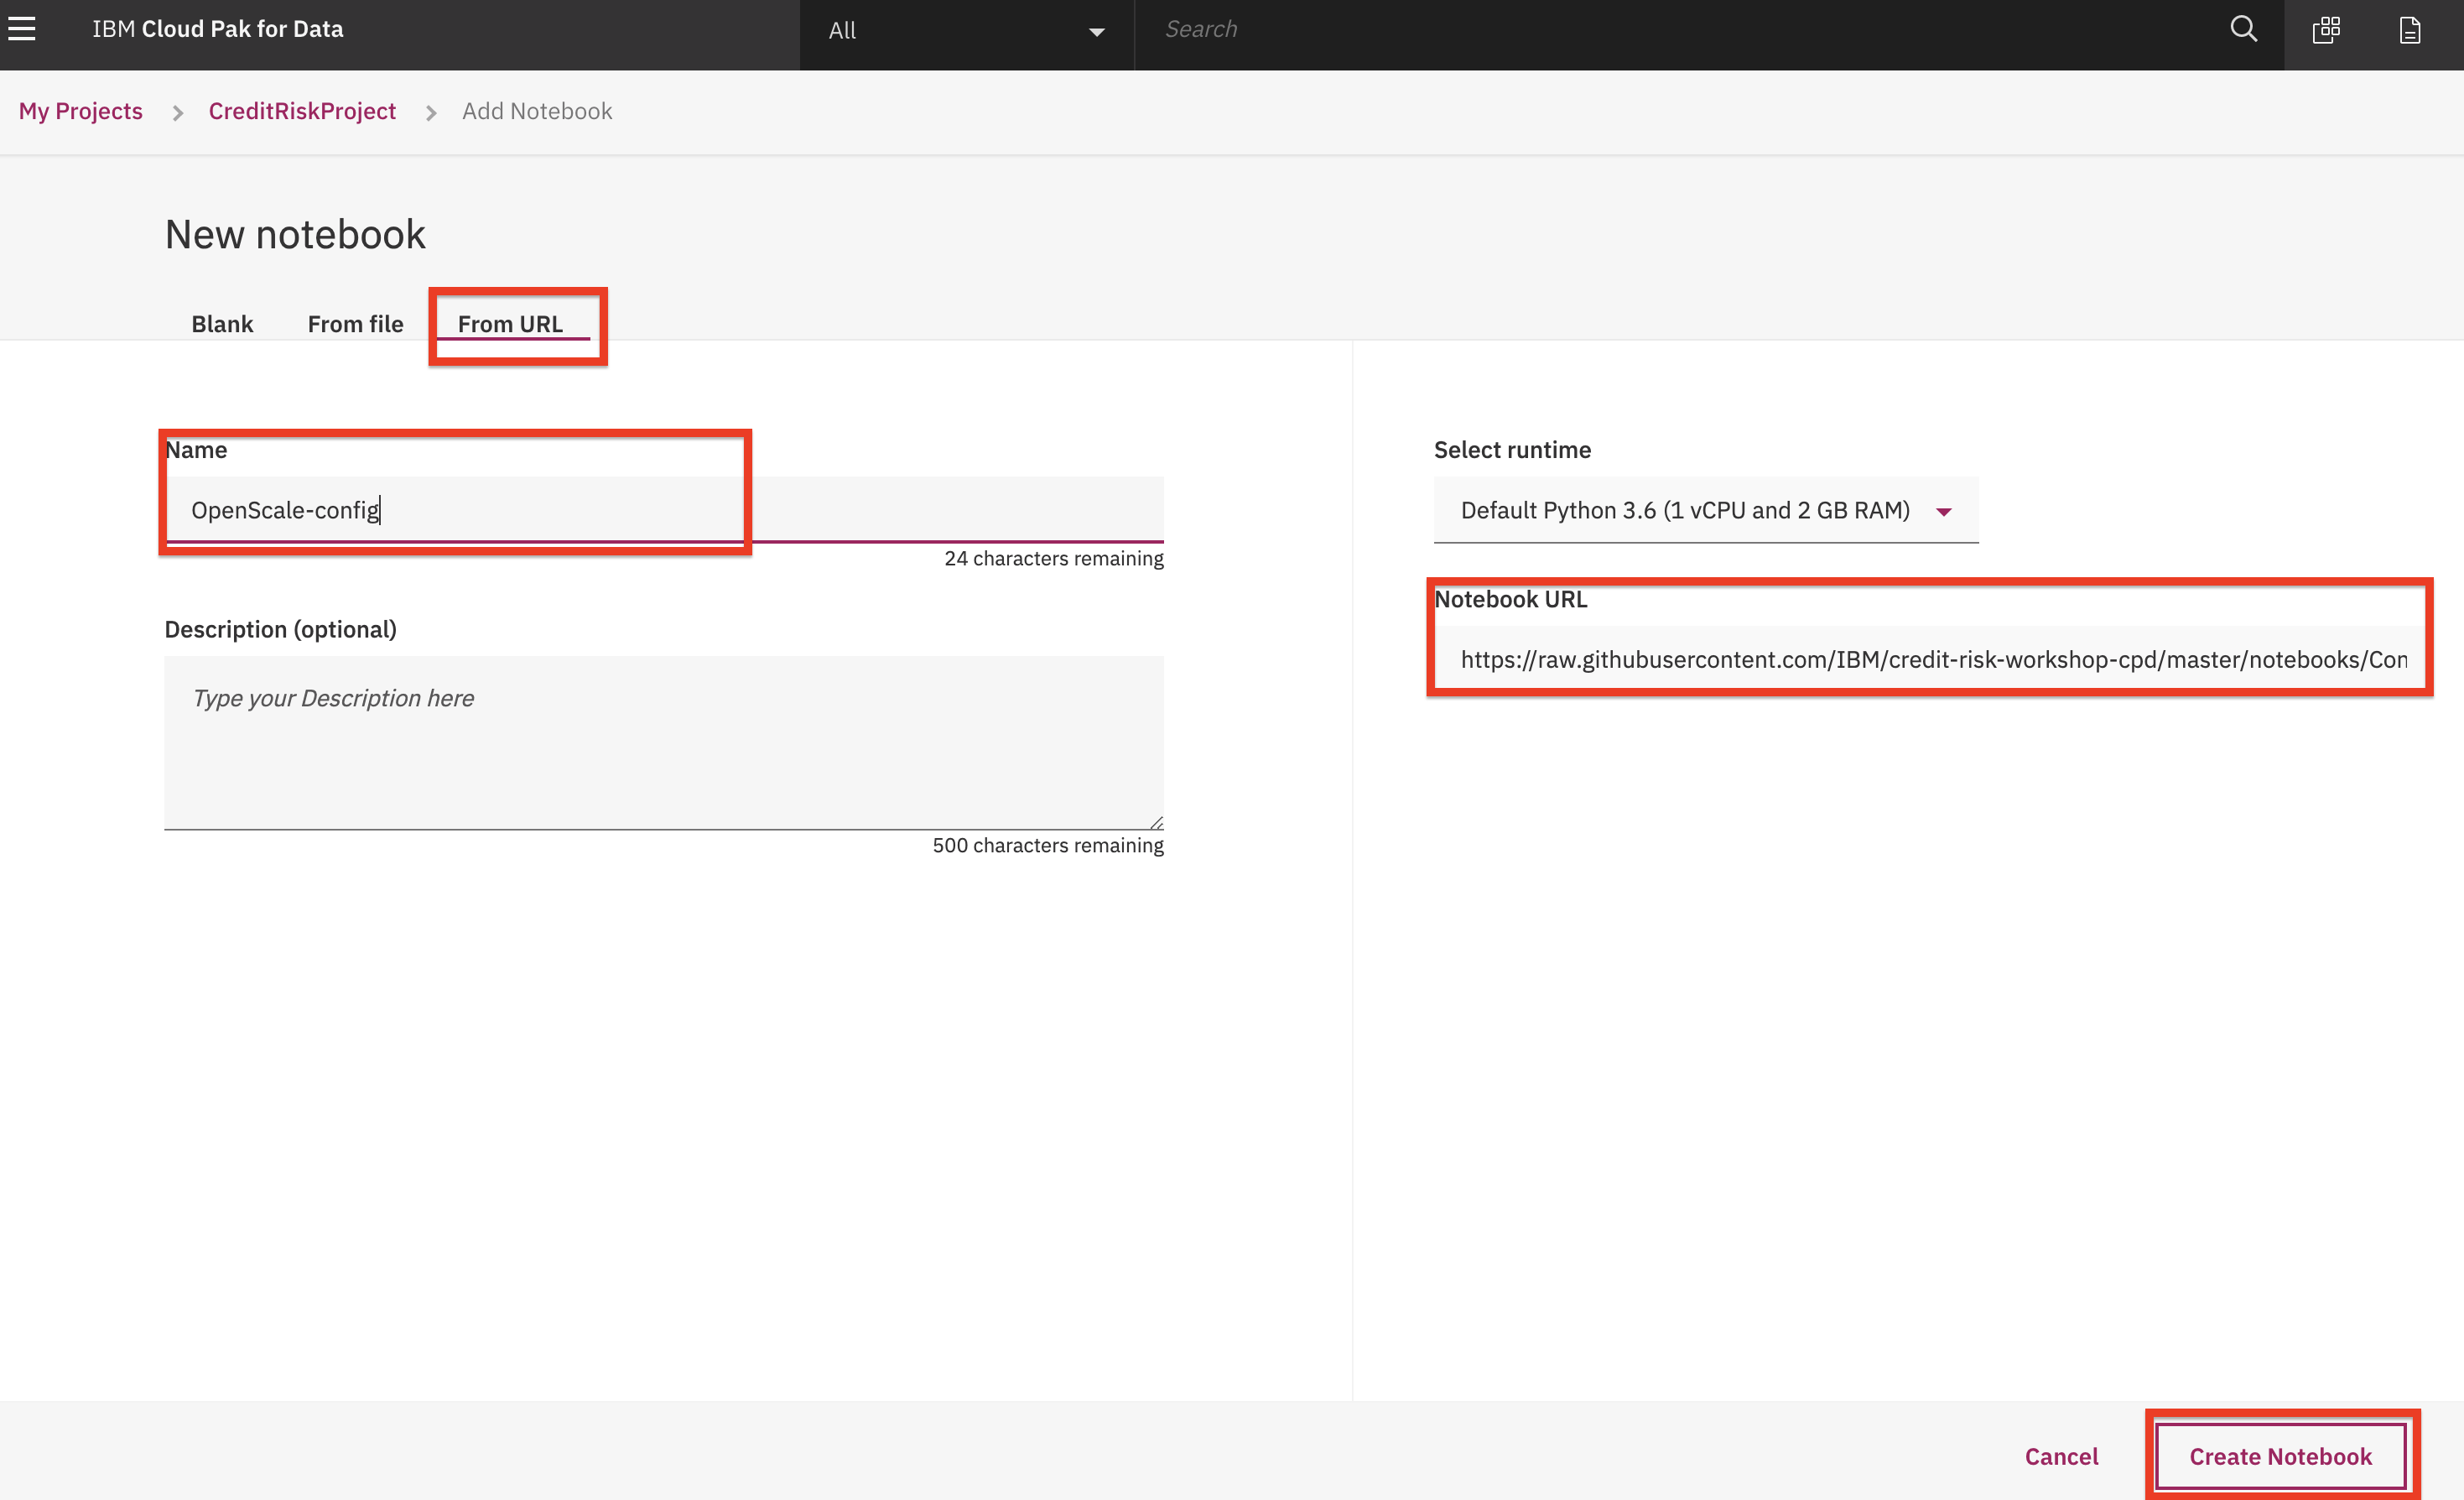 IBM Cloud Pak for Data
All
Search
My Projects > CreditRiskProject > Add Notebook
New notebook
Blank From file From URL
Name
OpenScale-config
24 characters remaining
Description (optional)
Type your Description here
500 characters remaining
Select runtime
Default Python 3.6 (1 vCPU and 2 GB RAM)
Notebook URL
https://raw.githubusercontent.com/IBM/credit-risk-workshop-cpd/master/notebooks/Con
Cancel Create Notebook